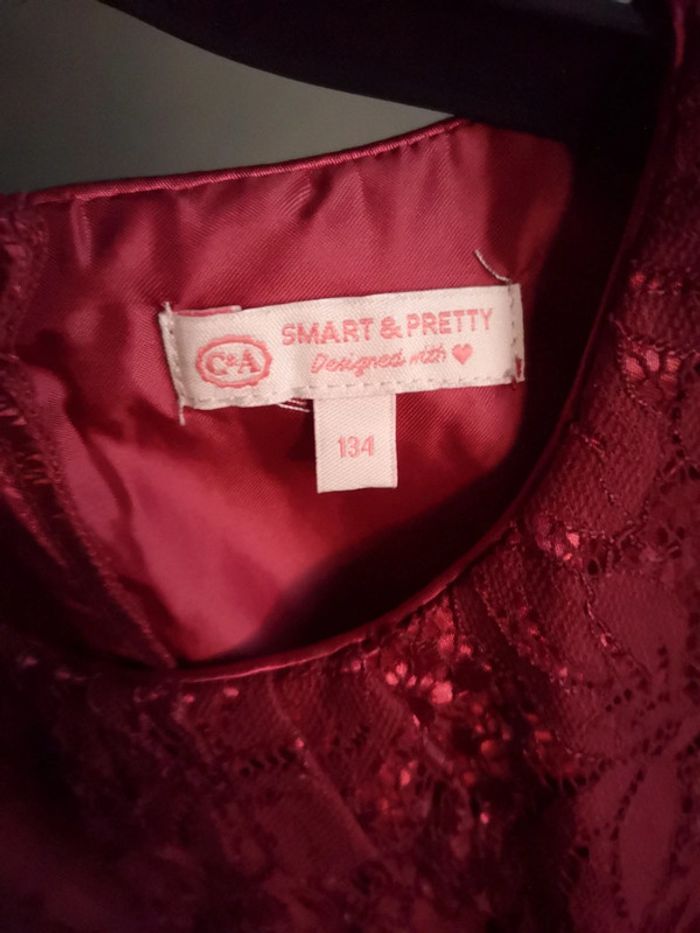 C&A
SMART & PRETTY
Designed with ♥
134